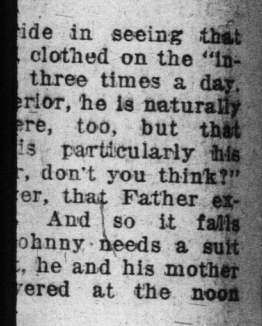 ride in seeing that
, clothed on the "in-
three times a day.
erior, he is naturally
ere, too, but that
is particularly his
r, don't you think?"
er, that Father ex-
. And so it falls
ohnny needs a suit
, he and his mother
vered at the noon